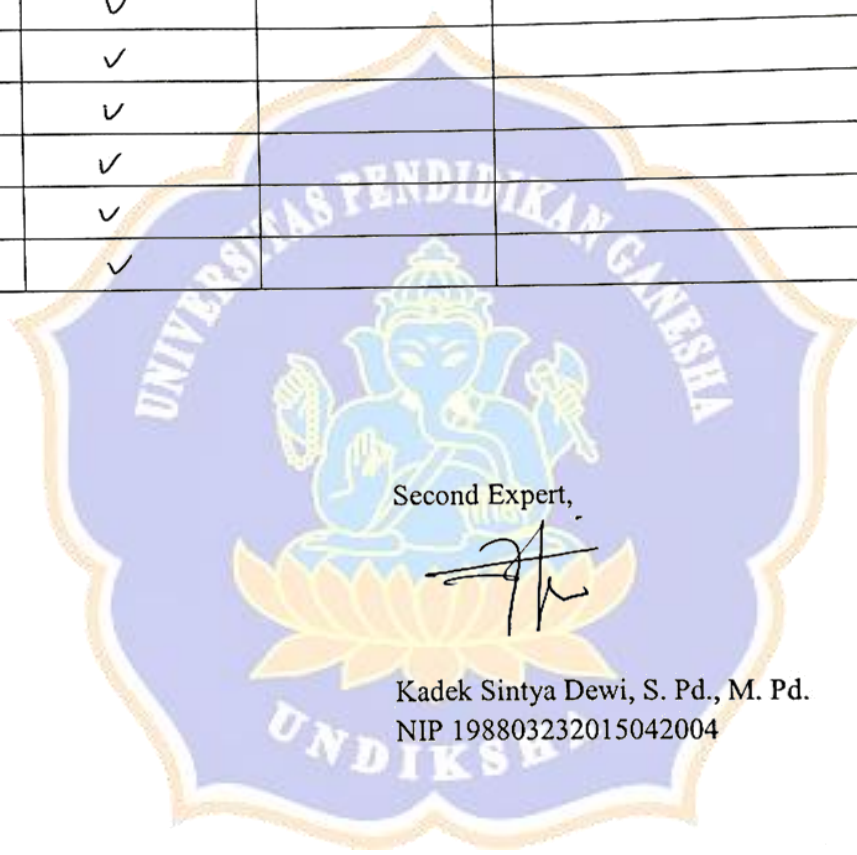 ✓
✓
✓
✓
✓
✓
UNIVERSITAS PENDIDIKAN GANESHA
Second Expert,
Kadek Sintya Dewi, S. Pd., M. Pd.
NIP 198803232015042004
UNDIKSHA